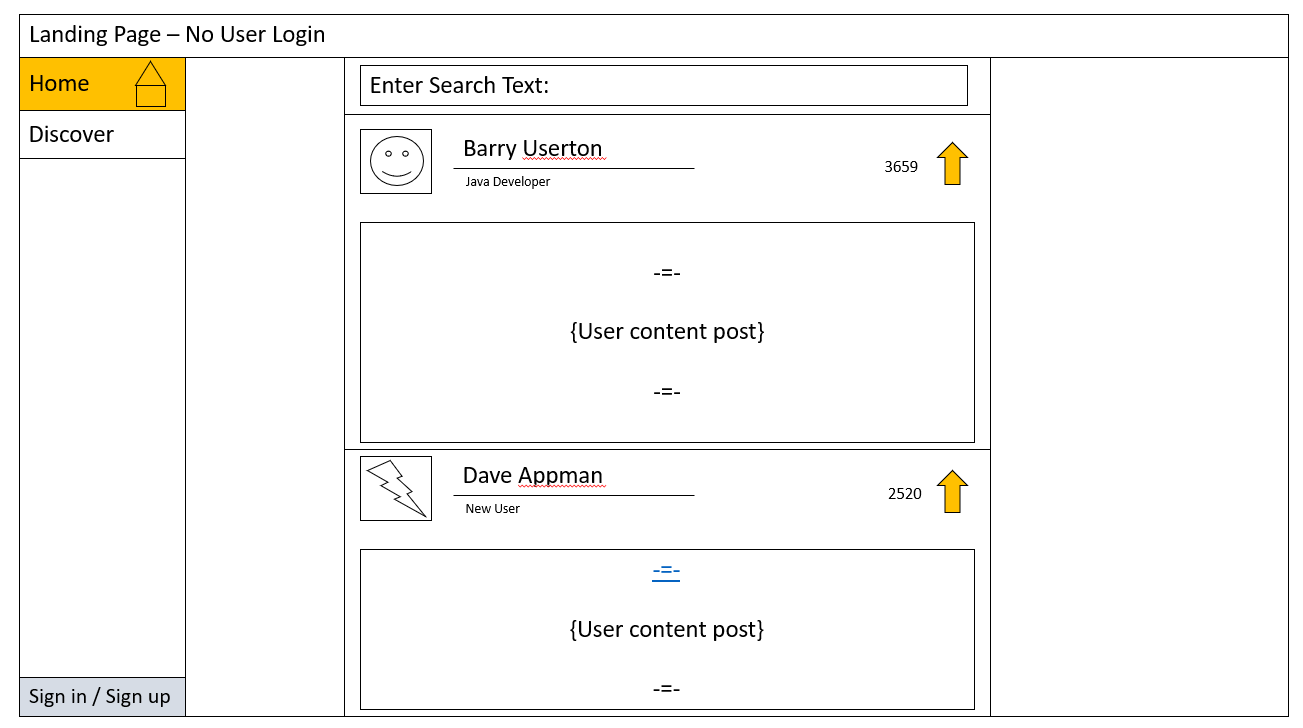 Landing Page – No User Login
Home
Discover
Sign in / Sign up
Enter Search Text:
Barry Userton
Java Developer
3659
-=-
{User content post}
-=-
Dave Appman
New User
2520
-=-
{User content post}
-=-